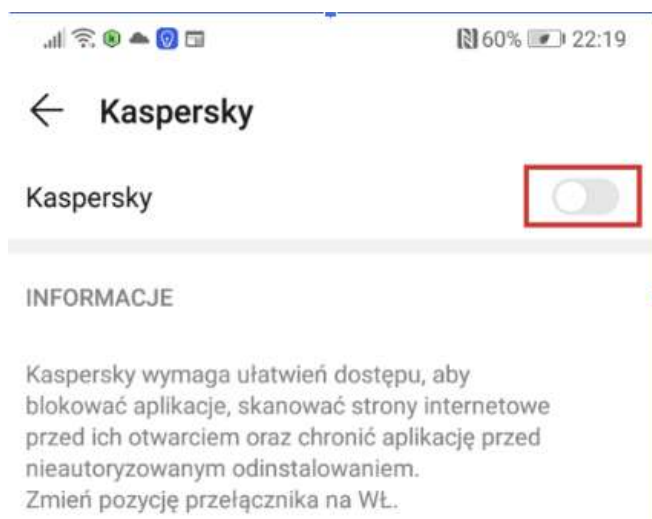 60% 22:19
Kaspersky
Kaspersky
INFORMACJE
Kaspersky wymaga ułatwień dostępu, aby
blokować aplikacje, skanować strony internetowe
przed ich otwarciem oraz chronić aplikację przed
nieautoryzowanym odinstalowaniem.
Zmień pozycję przełącznika na WŁ.